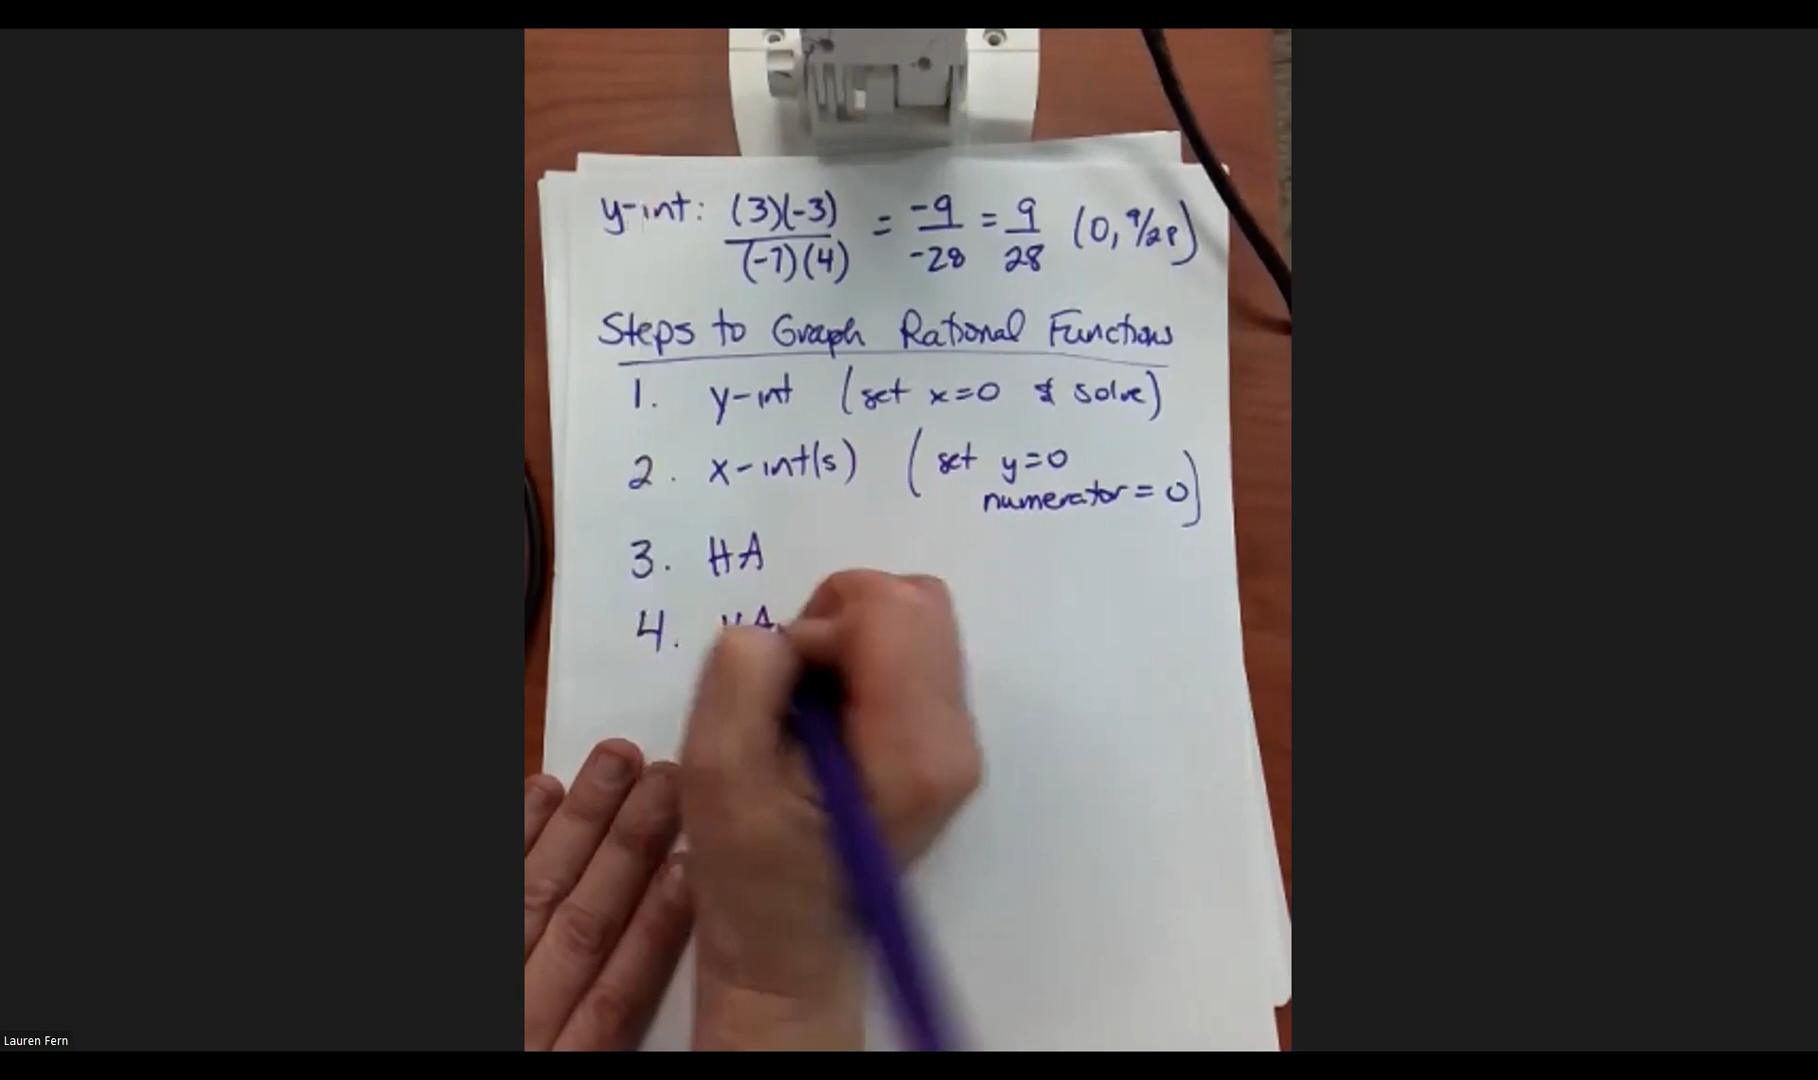 y-int: (3)(-3) / (-7)(4) = -9 / -28 = 9 / 28 (0, 9/28)
Steps to Graph Rational Functions
1. y-int (set x=0 & solve)
2. x-int(s) (set y=0
numerator = 0)
3. HA
4.
Lauren Fern